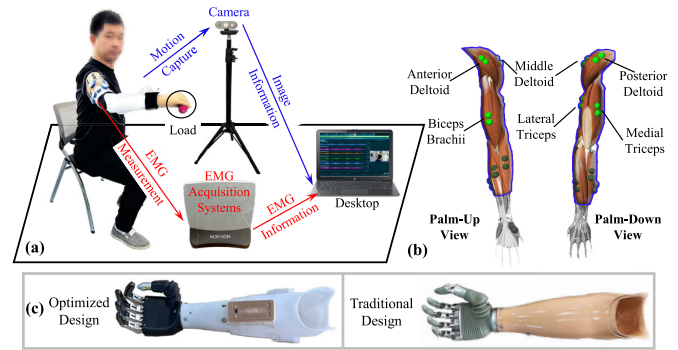 Camera
Motion
Capture
Image
Information
Load
EMG
Measurement
EMG
Acquisition
Systems
NORAXON
EMG
Information
Desktop
(a)
Anterior
Deltoid
Middle
Deltoid
Posterior
Deltoid
Biceps
Brachii
Lateral
Triceps
Medial
Triceps
Palm-Up
View
Palm-Down
View
(b)
(c)
Optimized
Design
Traditional
Design